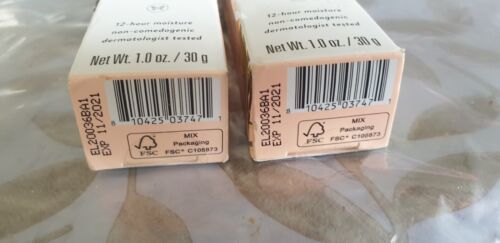 12-hour moisture
non-comedogenic
dermatologist tested
Net Wt. 1.0 oz. / 30 g
EL20036BA1
EXP 11/2021
8 10425 03747 1
FSC
MIX
Packaging
FSC® C105873
12-hour moisture
non-comedogenic
dermatologist tested
Net Wt. 1.0 oz. / 30 g
EL20036BA1
EXP 11/2021
8 10425 03747 1
FSC
MIX
Packaging
FSC® C105873